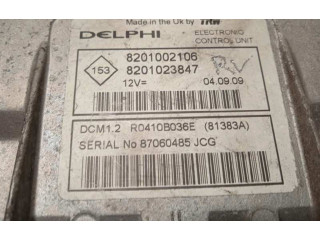 Made in the Uk by TRW
DELPHI
ELECTRONIC
CONTROL UNIT
8201002106
153
8201023847
R.V
12V=
04.09.09
DCM1.2 R0410B036E (81383A)
SERIAL No 87060485 JCG